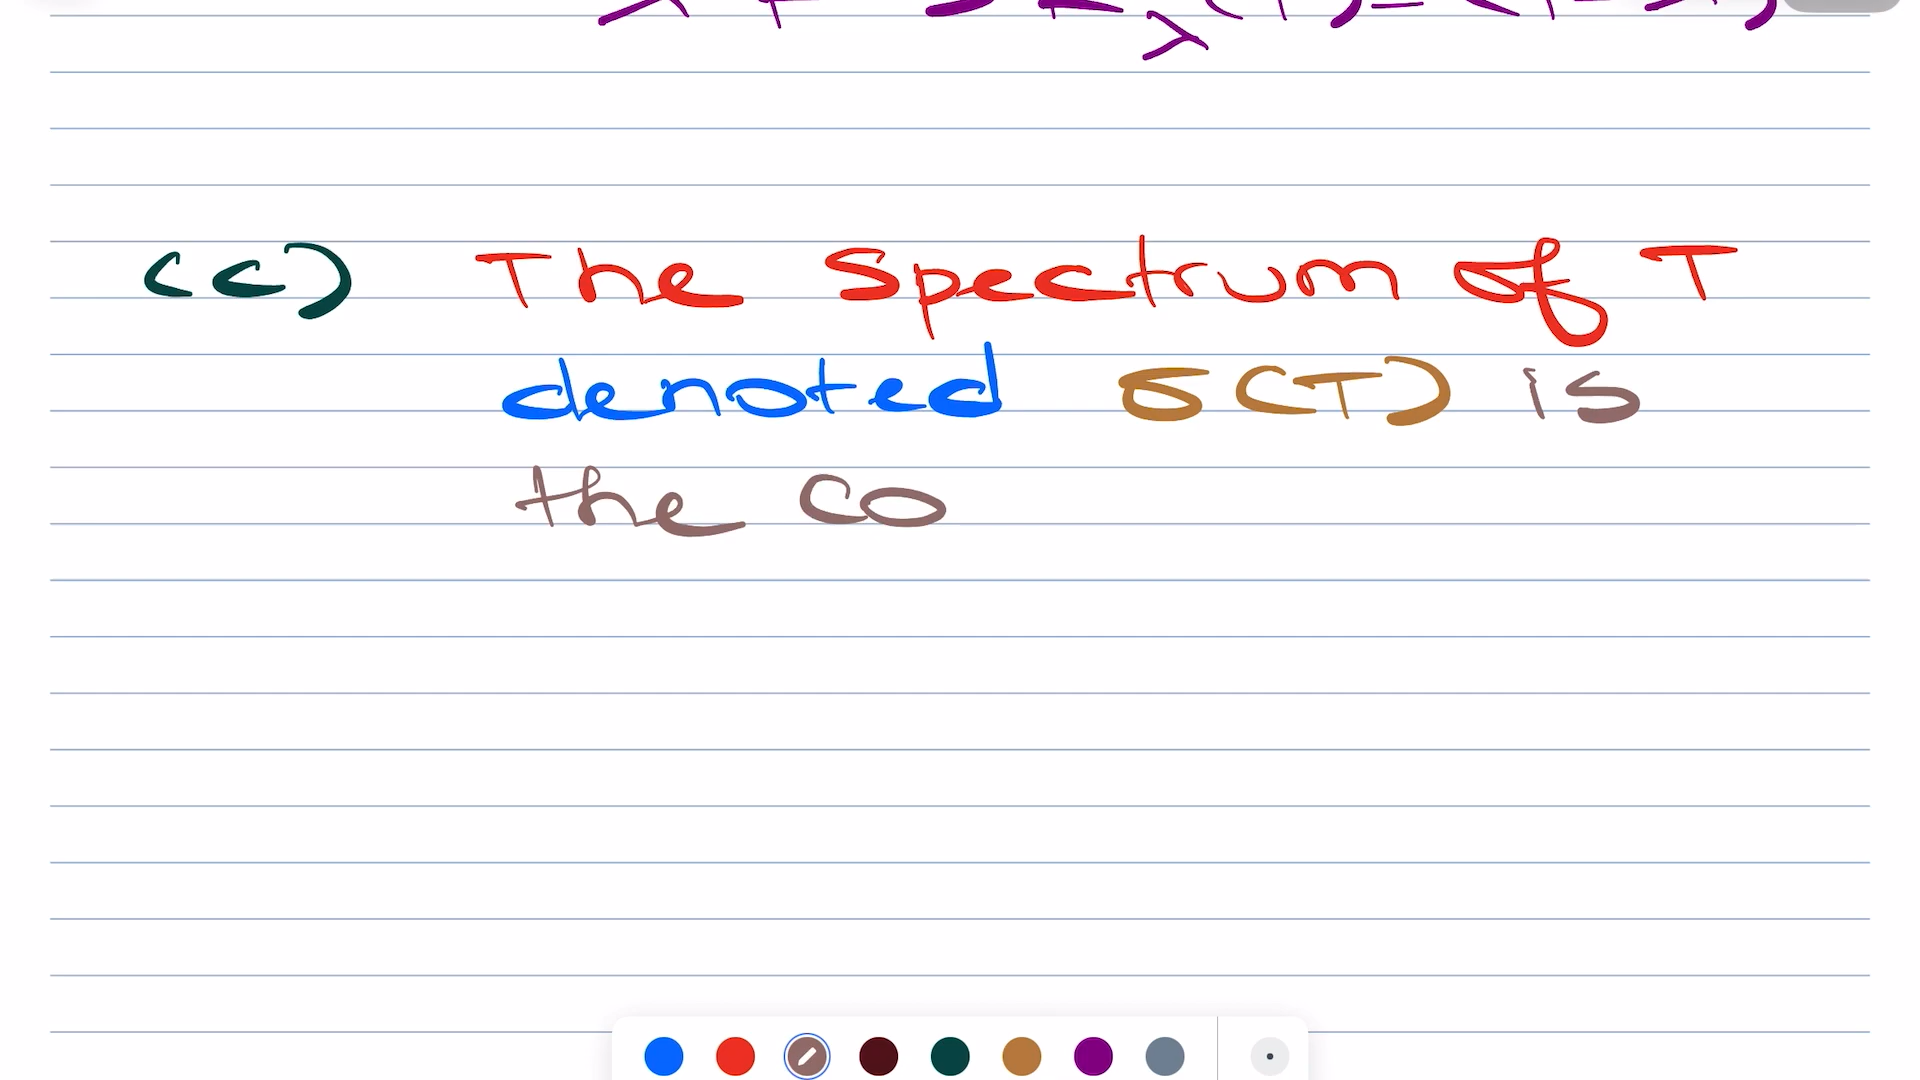 (c) The Spectrum of T
denoted σ(T) is
the co